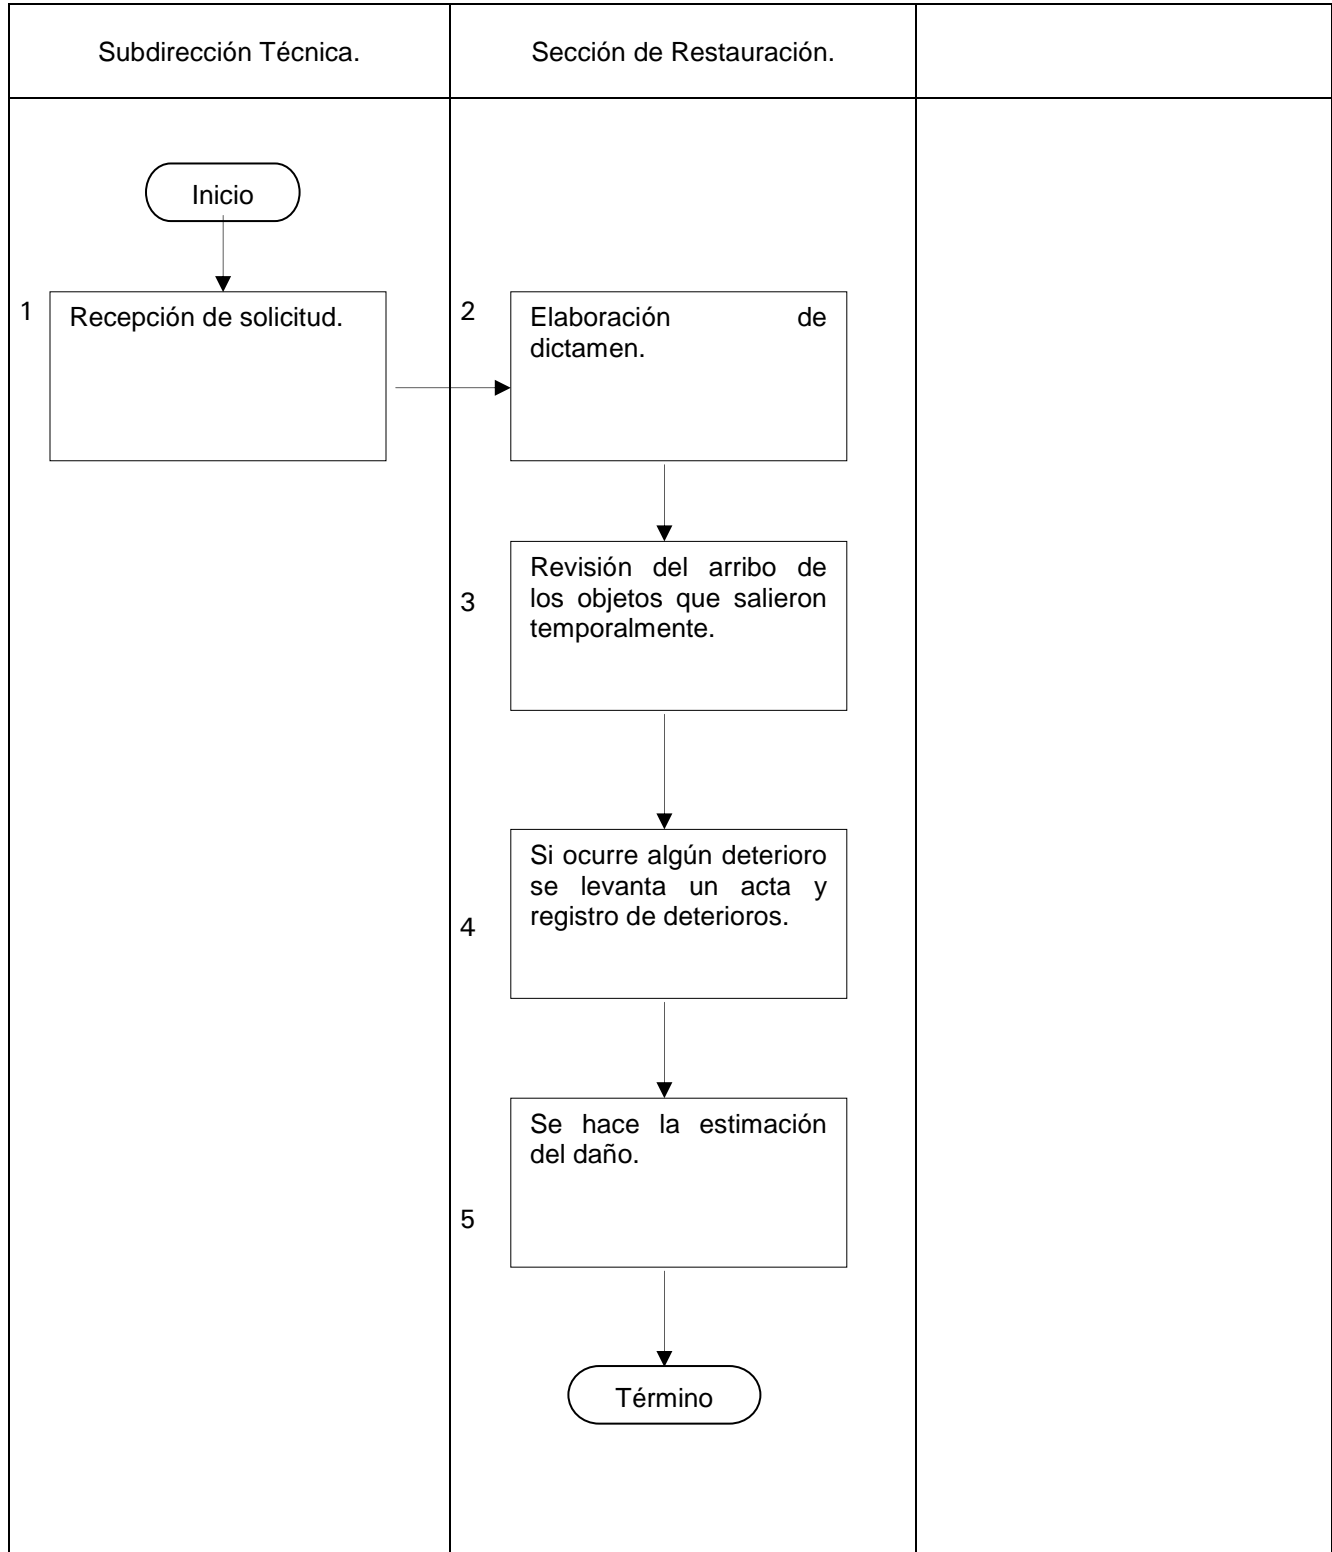 Subdirección Técnica.
Sección de Restauración.
Inicio
1
Recepción de solicitud.
2
Elaboración de
dictamen.
3
Revisión del arribo de
los objetos que salieron
temporalmente.
4
Si ocurre algún deterioro
se levanta un acta y
registro de deterioros.
5
Se hace la estimación
del daño.
Término